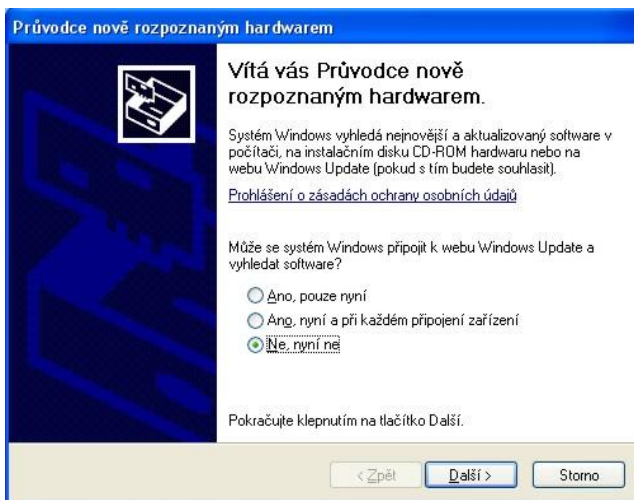 Průvodce nově rozpoznaným hardwarem
Vítá vás Průvodce nově
rozpoznaným hardwarem.
Systém Windows vyhledá nejnovější a aktualizovaný software v
počítači, na instalačním disku CD-ROM hardwaru nebo na
webu Windows Update (pokud s tím budete souhlasit).
Prohlášení o zásadách ochrany osobních údajů
Může se systém Windows připojit k webu Windows Update a
vyhledat software?
Ano, pouze nyní
Ano, nyní a při každém připojení zařízení
Ne, nyní ne
Pokračujte klepnutím na tlačítko Další.
< Zpět Další > Storno